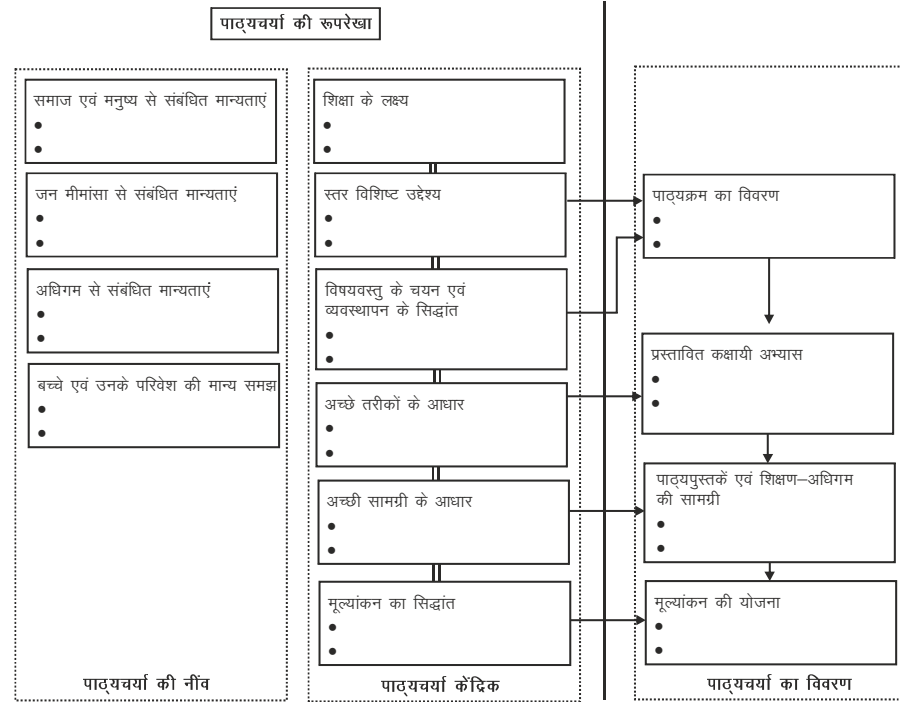 पाठ्यचर्या की रूपरेखा
समाज एवं मनुष्य से संबंधित मान्यताएं
जन मीमांसा से संबंधित मान्यताएं
अधिगम से संबंधित मान्यताएं
बच्चे एवं उनके परिवेश की मान्य समझ
पाठ्यचर्या की नींव
शिक्षा के लक्ष्य
स्तर विशिष्ट उद्देश्य
विषयवस्तु के चयन एवं
व्यवस्थापन के सिद्धांत
अच्छे तरीकों के आधार
अच्छी सामग्री के आधार
मूल्यांकन का सिद्धांत
पाठ्यचर्या केंद्रिक
पाठ्यक्रम का विवरण
प्रस्तावित कक्षायी अभ्यास
पाठ्यपुस्तकें एवं शिक्षण–अधिगम
की सामग्री
मूल्यांकन की योजना
पाठ्यचर्या का विवरण